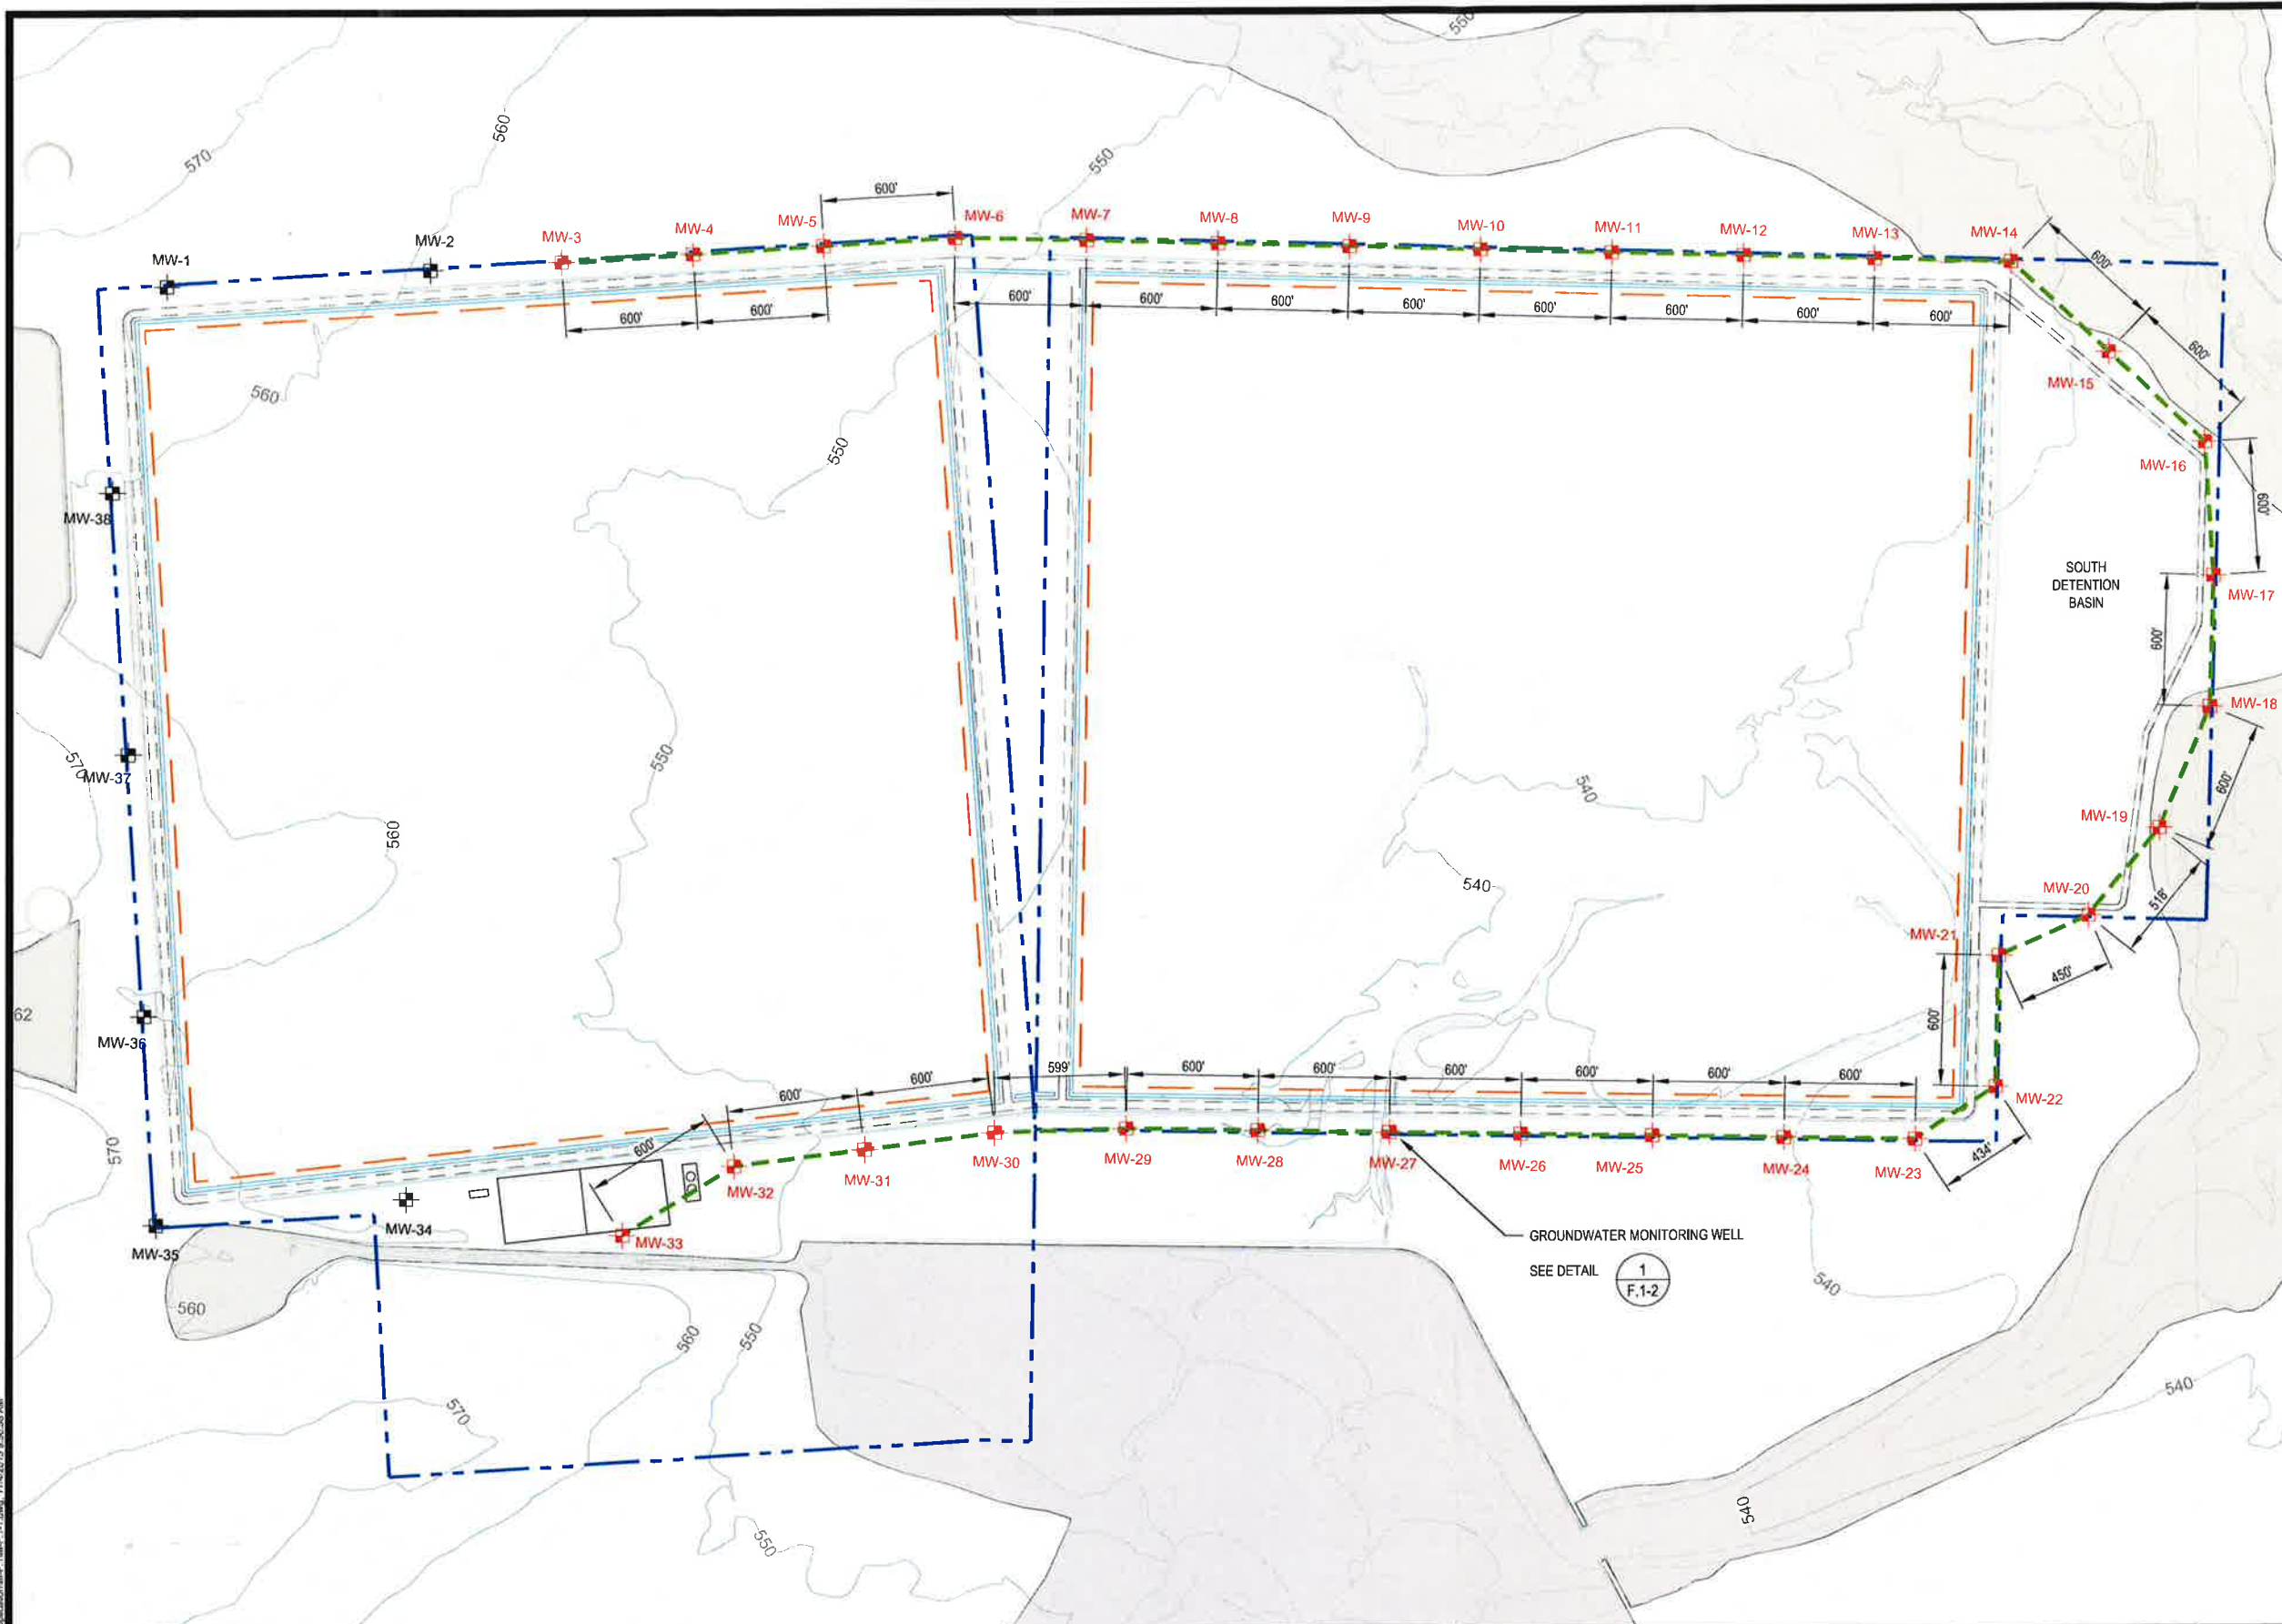 550
560
570
550
600'
MW-6
MW-7
MW-8
MW-9
MW-10
MW-11
MW-12
MW-13
MW-14
MW-5
MW-4
MW-3
MW-2
MW-1
600'
600'
600'
600'
600'
600'
600'
600'
600'
600'
600'
600'
MW-15
560
550
MW-16
600'
MW-38
SOUTH
DETENTION
BASIN
MW-17
600'
MW-18
550
570
MW-37
540
600'
MW-19
560
540
MW-20
518'
MW-21
450'
62
MW-36
600'
599'
600'
600'
600'
600'
600'
600'
600'
600'
MW-22
570
600'
MW-32
MW-31
MW-30
MW-29
MW-28
MW-27
MW-26
MW-25
MW-24
MW-23
434'
MW-34
MW-33
MW-35
GROUNDWATER MONITORING WELL
SEE DETAIL
1
F.1-2
540
560
560
550
570
540
550
540